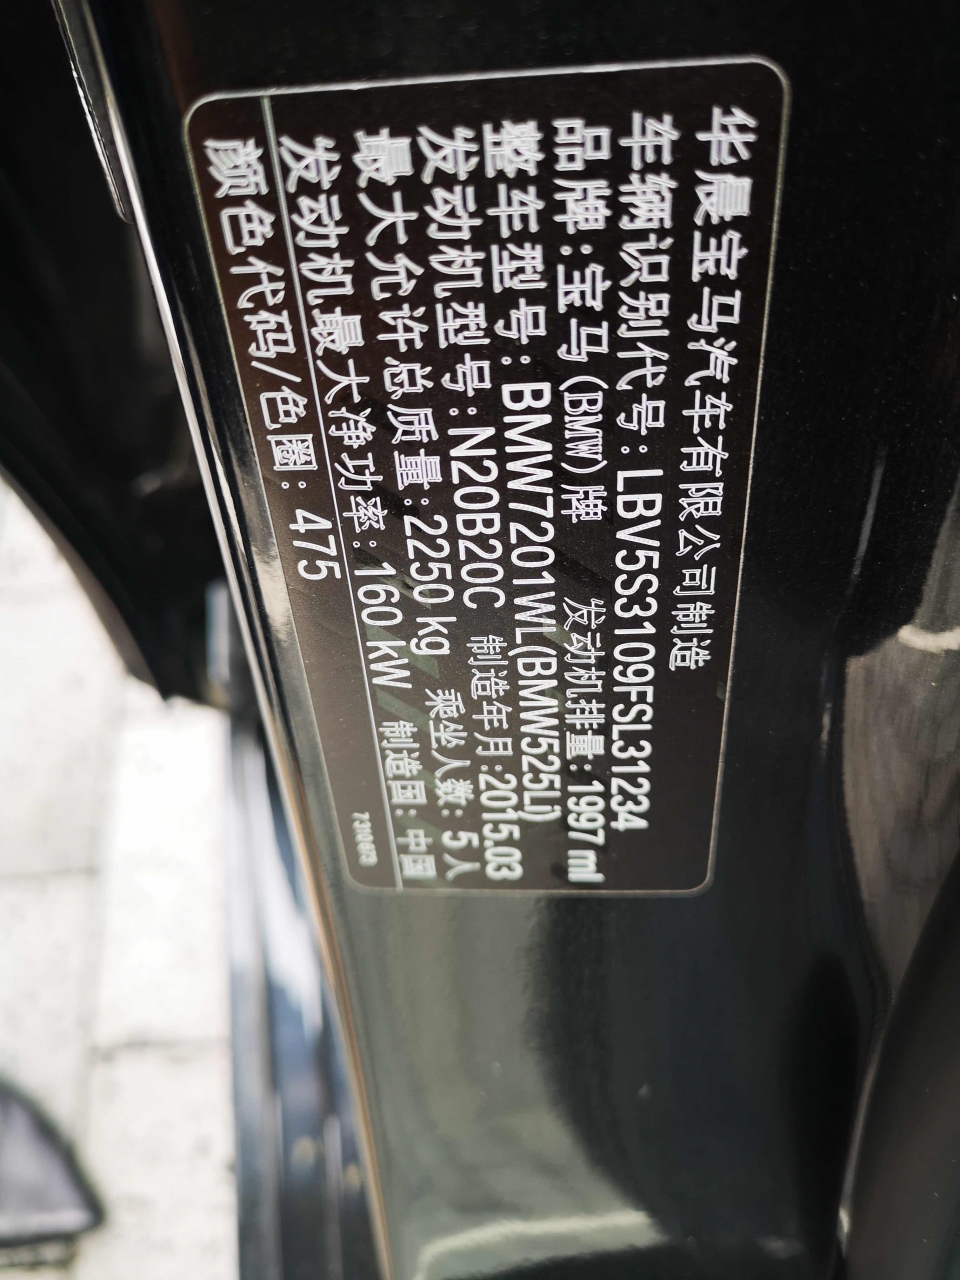 华晨宝马汽车有限公司制造
车辆识别代号:LBV5S3109FSL31234
品牌:宝马(BMW)牌 发动机排量:1997 ml
整车型号:BMW7201WL(BMW525Li)
发动机型号:N20B20C 制造年月:2015.03
最大允许总质量:2250 kg 乘坐人数:5人
发动机最大净功率:160 kW 制造国:中国
颜色代码/色圈: 475